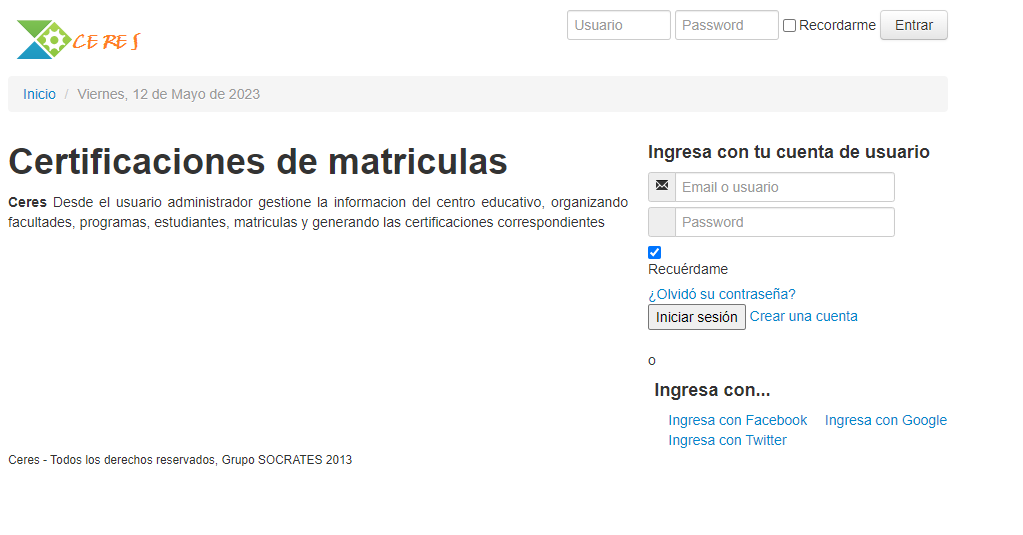 CERES
Usuario Password Recordarme Entrar
Inicio / Viernes, 12 de Mayo de 2023
Certificaciones de matriculas
Ceres Desde el usuario administrador gestione la informacion del centro educativo, organizando
facultades, programas, estudiantes, matriculas y generando las certificaciones correspondientes
Ingresa con tu cuenta de usuario
Email o usuario
Password
Recuérdame
¿Olvidó su contraseña?
Iniciar sesión Crear una cuenta
o
Ingresa con...
Ingresa con Facebook Ingresa con Google
Ingresa con Twitter
Ceres - Todos los derechos reservados, Grupo SOCRATES 2013